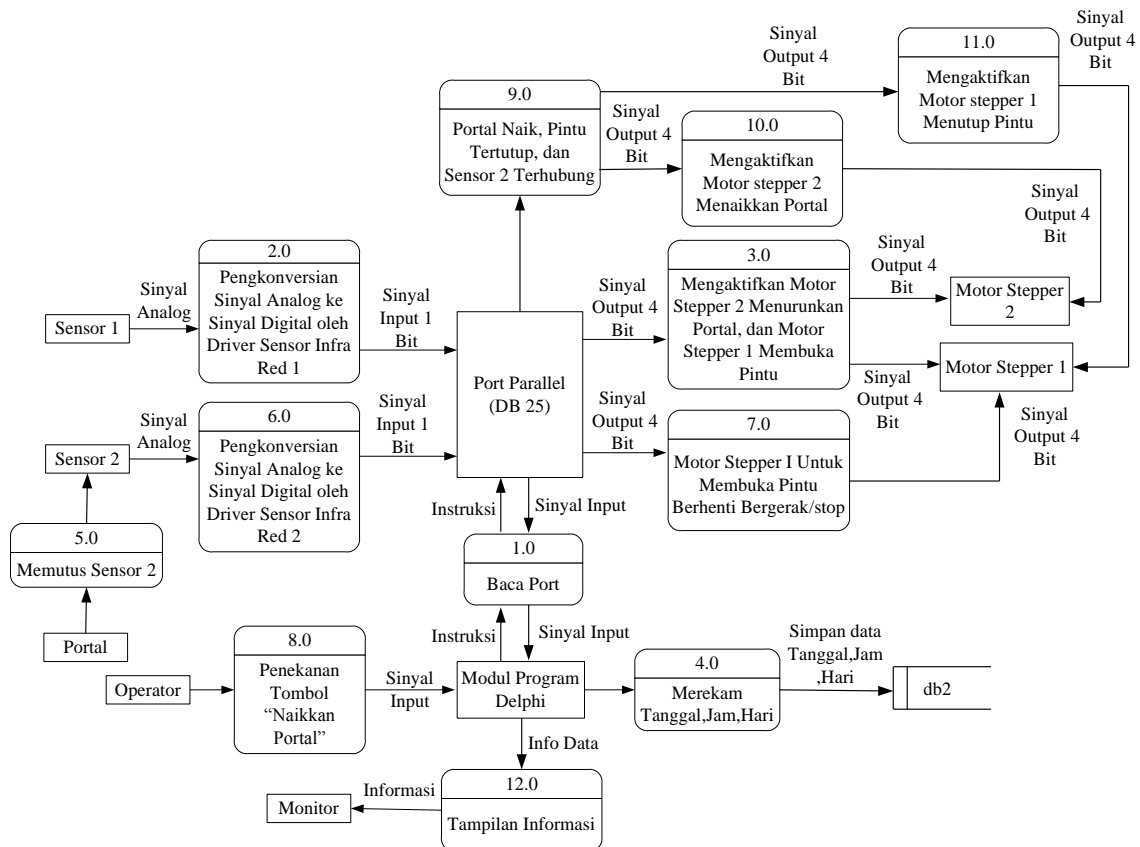 Sinyal
Output 4
Bit
11.0
Mengaktifkan
Motor stepper 1
Menutup Pintu
Sinyal
Output 4
Bit
9.0
Portal Naik, Pintu
Tertutup, dan
Sensor 2 Terhubung
Sinyal
Output 4
Bit
10.0
Mengaktifkan
Motor stepper 2
Menaikkan Portal
Sinyal
Output 4
Bit
Sensor 1
Sinyal
Analog
2.0
Pengkonversian
Sinyal Analog ke
Sinyal Digital oleh
Driver Sensor Infra
Red 1
Sinyal
Input 1
Bit
Port Parallel
(DB 25)
Sinyal
Output 4
Bit
3.0
Mengaktifkan Motor
Stepper 2 Menurunkan
Portal, dan Motor
Stepper 1 Membuka
Pintu
Sinyal
Output 4
Bit
Motor Stepper
2
Sinyal
Output 4
Bit
Motor Stepper 1
Sensor 2
Sinyal
Analog
6.0
Pengkonversian
Sinyal Analog ke
Sinyal Digital oleh
Driver Sensor Infra
Red 2
Sinyal
Input 1
Bit
Sinyal
Output 4
Bit
7.0
Motor Stepper I Untuk
Membuka Pintu
Berhenti Bergerak/stop
Sinyal
Output 4
Bit
5.0
Memutus Sensor 2
Portal
Instruksi
Sinyal Input
1.0
Baca Port
Instruksi
Sinyal Input
Operator
8.0
Penekanan
Tombol
“Naikkan
Portal”
Sinyal
Input
Modul Program
Delphi
4.0
Merekam
Tanggal,Jam,Hari
Simpan data
Tanggal,Jam
,Hari
db2
Info Data
12.0
Tampilan Informasi
Informasi
Monitor